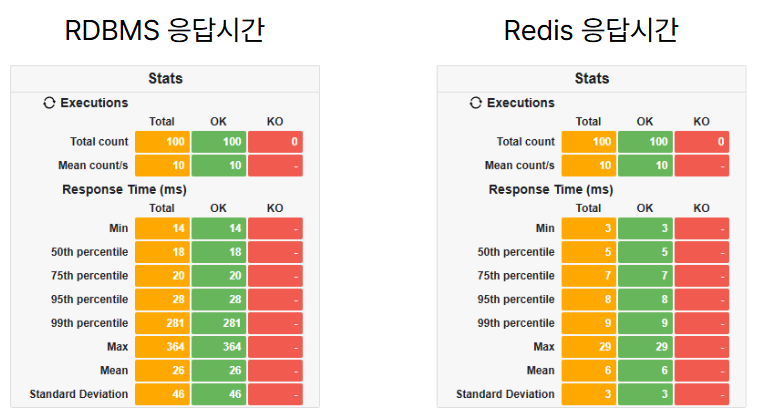 RDBMS 응답시간
Stats
Executions
Total OK KO
Total count 100 100 0
Mean count/s 10 10 -
Response Time (ms)
Total OK KO
Min 14 14 -
50th percentile 18 18 -
75th percentile 20 20 -
95th percentile 28 28 -
99th percentile 281 281 -
Max 364 364 -
Mean 26 26 -
Standard Deviation 46 46 -
Redis 응답시간
Stats
Executions
Total OK KO
Total count 100 100 0
Mean count/s 10 10 -
Response Time (ms)
Total OK KO
Min 3 3 -
50th percentile 5 5 -
75th percentile 7 7 -
95th percentile 8 8 -
99th percentile 9 9 -
Max 29 29 -
Mean 6 6 -
Standard Deviation 3 3 -